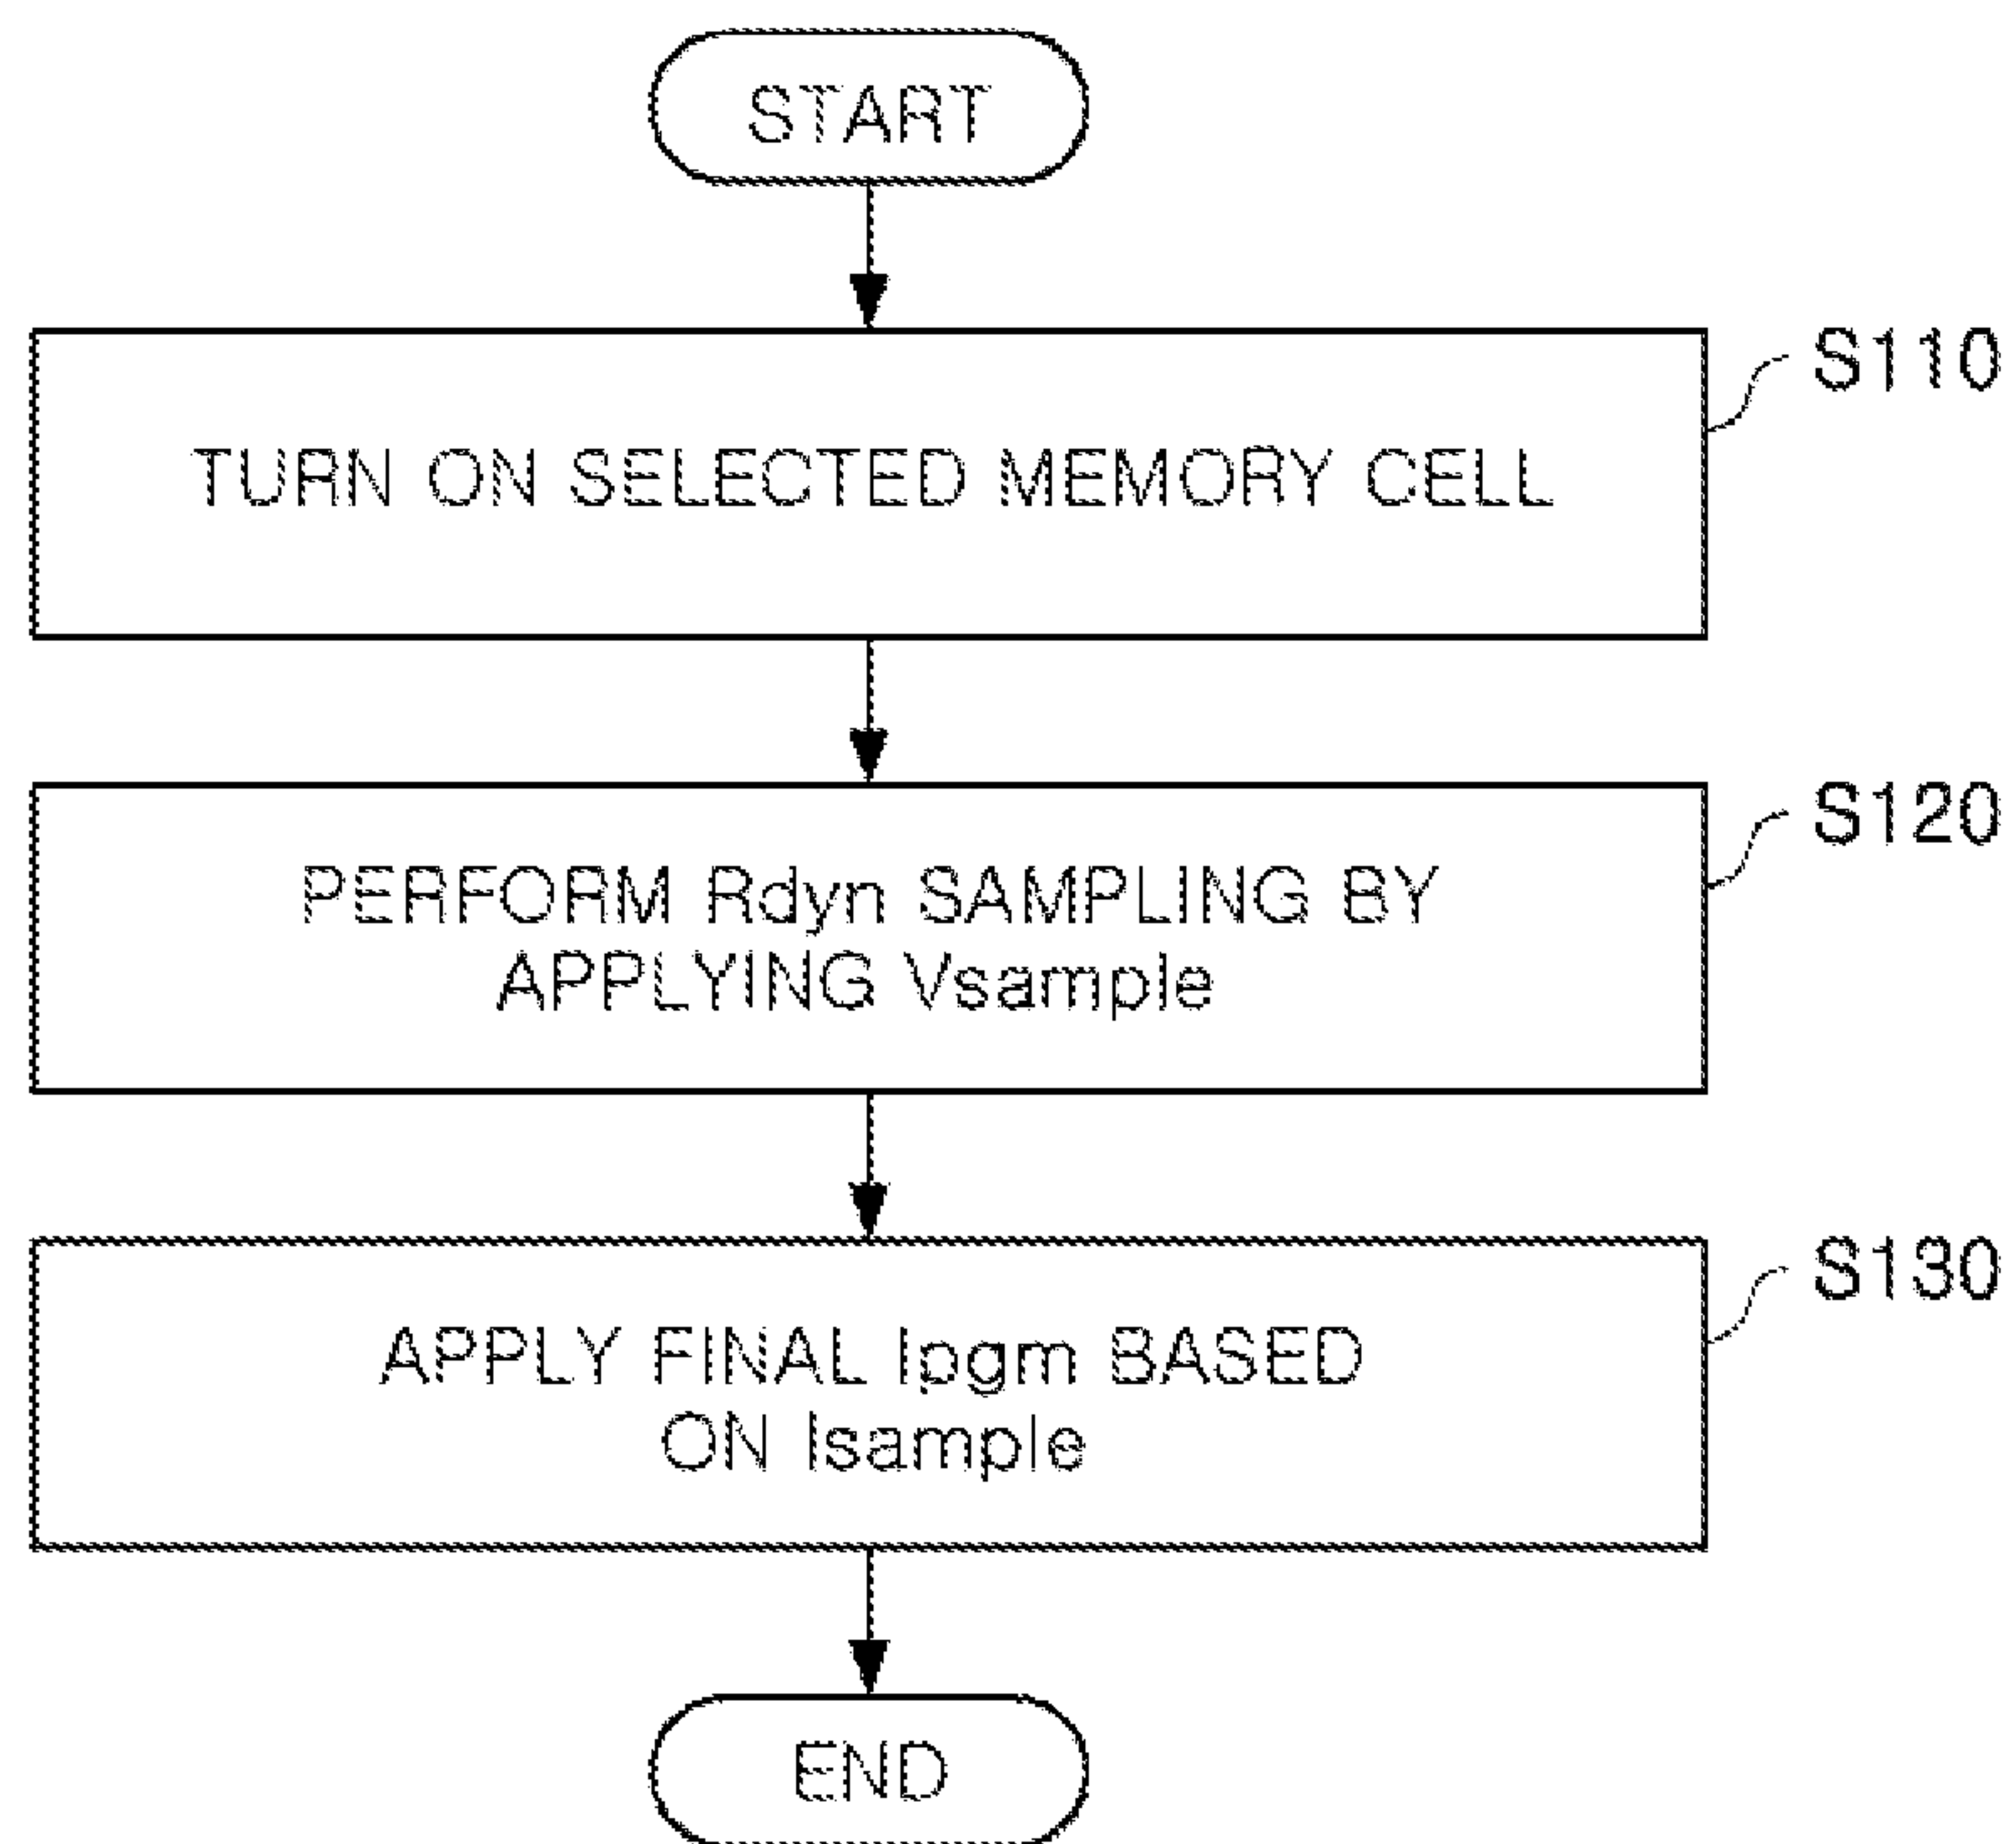 START
S110
TURN ON SELECTED MEMORY CELL
S120
PERFORM Rdyn SAMPLING BY
APPLYING Vsample
S130
APPLY FINAL Ipgm BASED
ON Isample
END